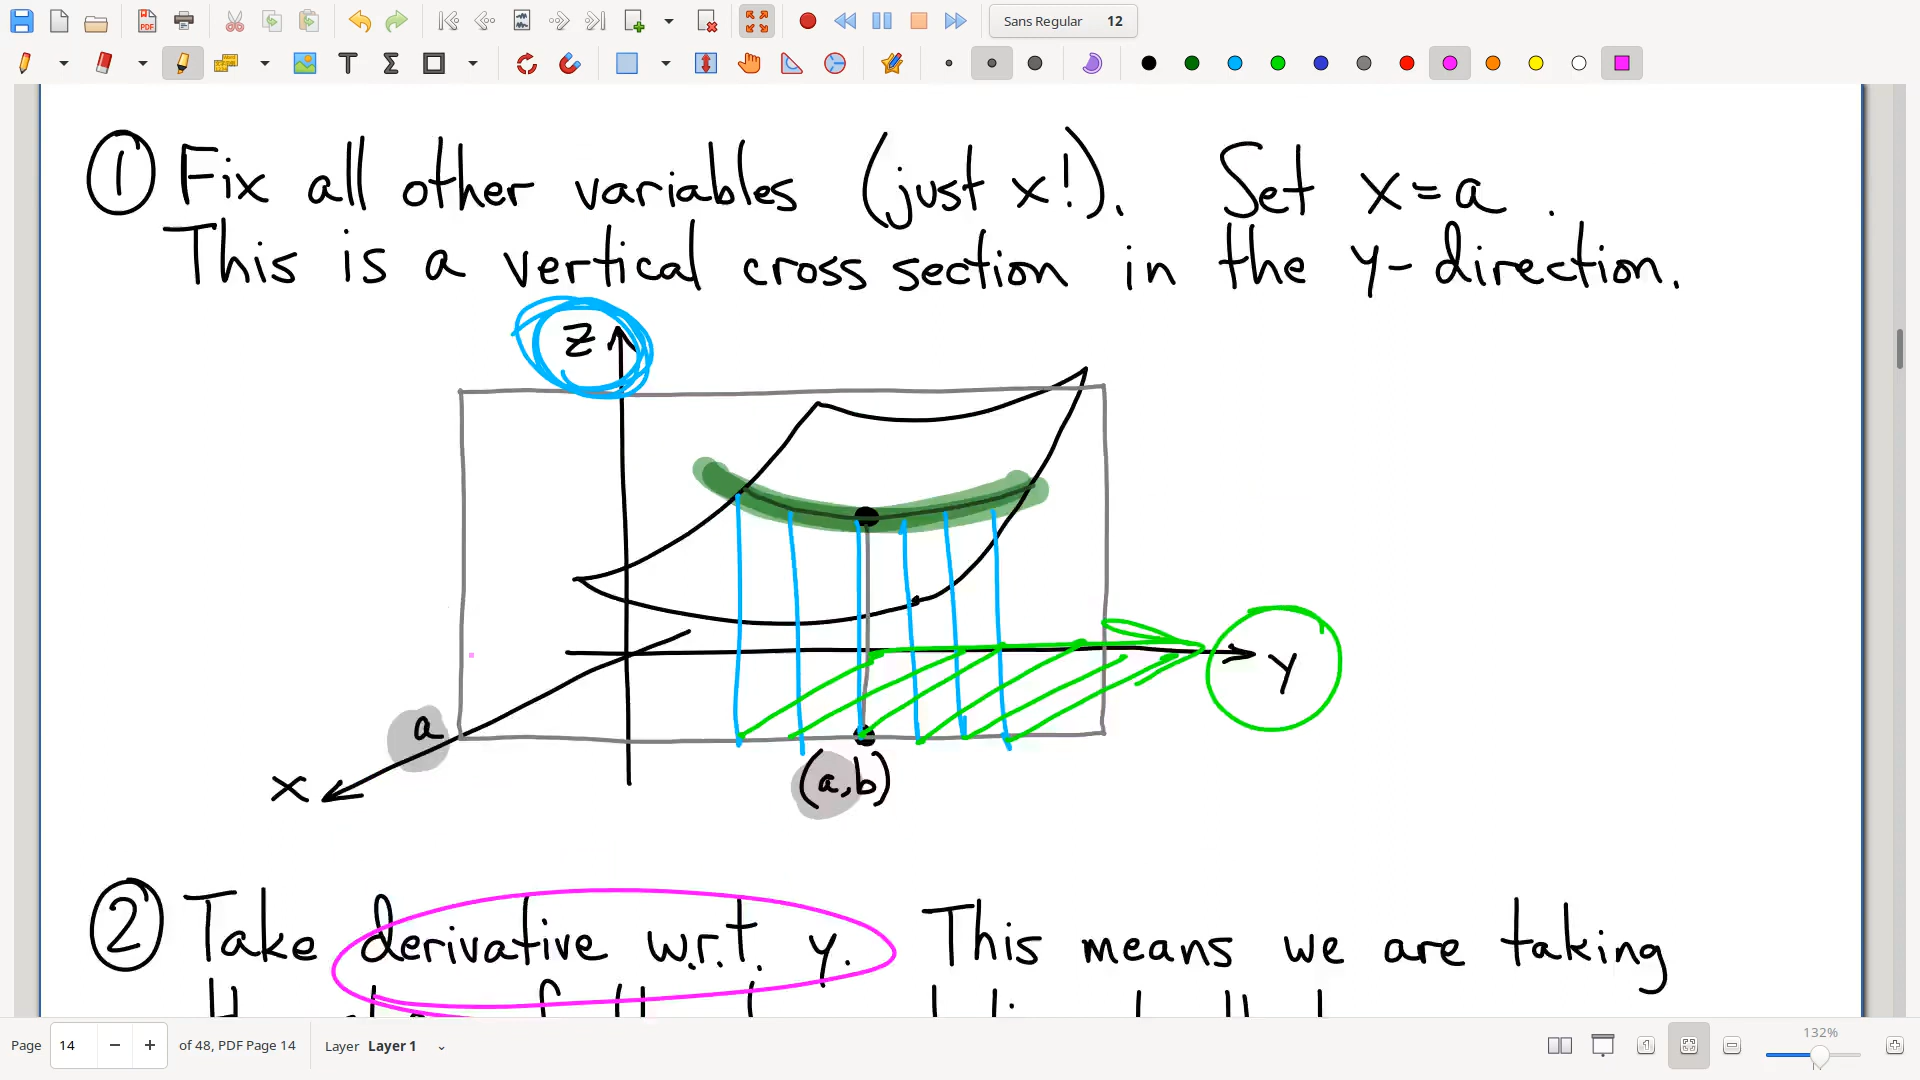 Sans Regular 12
① Fix all other variables (just x!). Set x=a.
This is a vertical cross section in the y-direction.
z
a
y
x
(a,b)
② Take derivative w.r.t. y. This means we are taking
Page 14 − + of 48, PDF Page 14 Layer Layer 1 132%